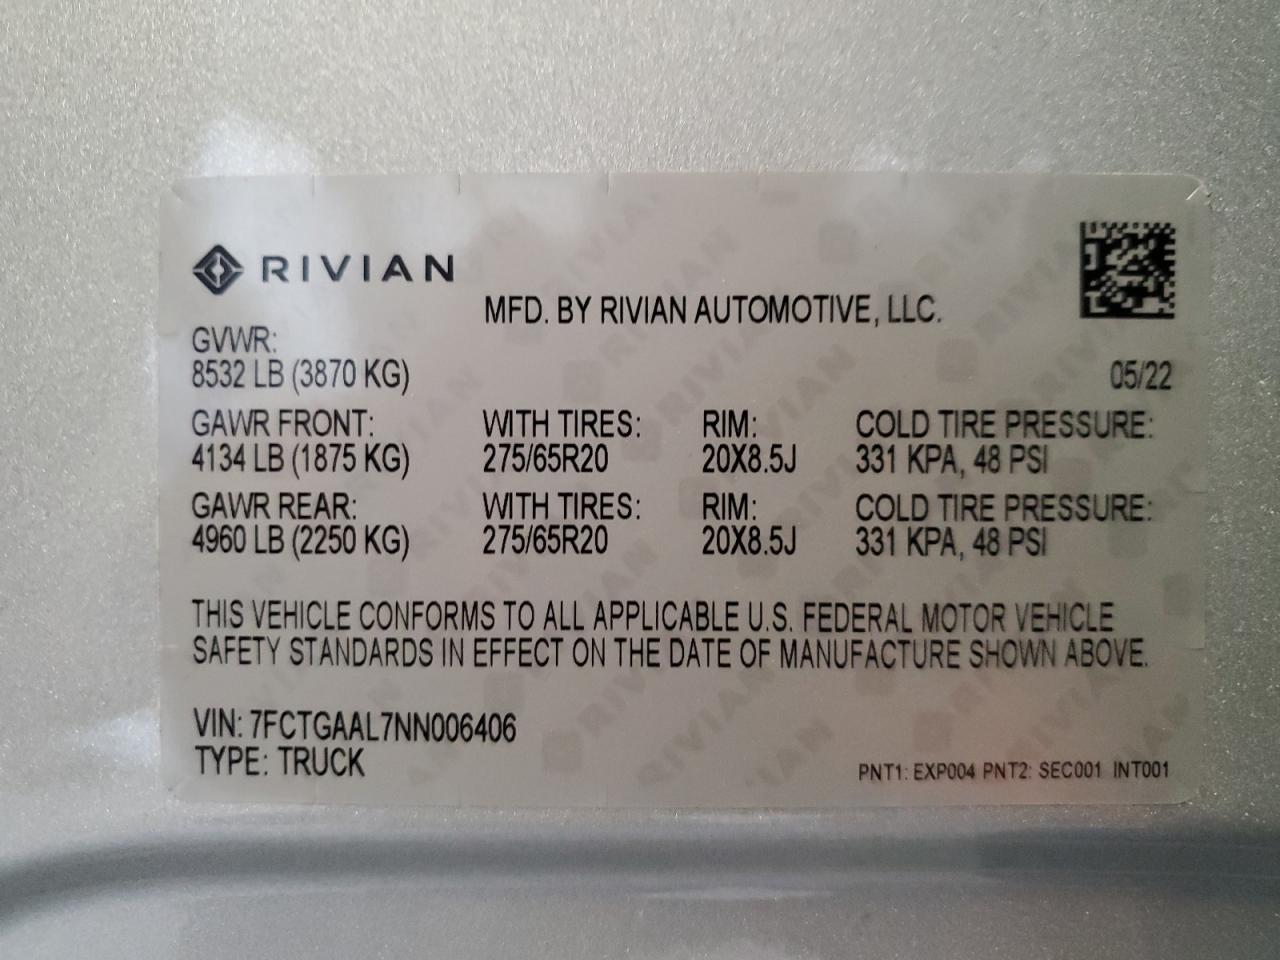 RIVIAN
MFD. BY RIVIAN AUTOMOTIVE, LLC.
GVWR:
8532 LB (3870 KG)
05/22
GAWR FRONT: WITH TIRES: RIM: COLD TIRE PRESSURE:
4134 LB (1875 KG) 275/65R20 20X8.5J 331 KPA, 48 PSI
GAWR REAR: WITH TIRES: RIM: COLD TIRE PRESSURE:
4960 LB (2250 KG) 275/65R20 20X8.5J 331 KPA, 48 PSI
THIS VEHICLE CONFORMS TO ALL APPLICABLE U.S. FEDERAL MOTOR VEHICLE
SAFETY STANDARDS IN EFFECT ON THE DATE OF MANUFACTURE SHOWN ABOVE.
VIN: 7FCTGAAL7NN006406
TYPE: TRUCK
PNT1: EXP004 PNT2: SEC001 INT001